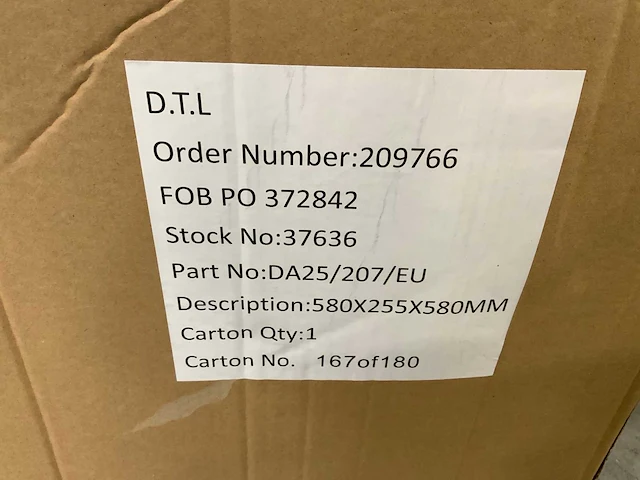 D.T.L
Order Number:209766
FOB PO 372842
Stock No:37636
Part No:DA25/207/EU
Description:580X255X580MM
Carton Qty:1
Carton No. 167of180